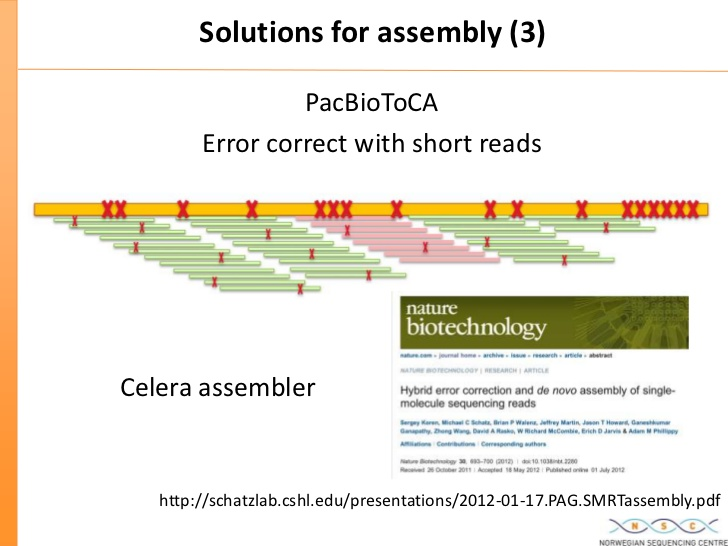 Solutions for assembly (3)
PacBioToCA
Error correct with short reads
nature
biotechnology
nature.com ▸ journal home ▸ archive ▸ issue ▸ research ▸ article ▸ abstract
NATURE BIOTECHNOLOGY | RESEARCH | ARTICLE
Hybrid error correction and de novo assembly of single-
molecule sequencing reads
Sergey Koren, Michael C Schatz, Brian P Walenz, Jeffrey Martin, Jason T Howard, Ganeshkumar
Ganapathy, Zhong Wang, David A Rasko, W Richard McCombie, Erich D Jarvis & Adam M Phillippy
Affiliations | Contributions | Corresponding authors
Nature Biotechnology 30, 693–700 (2012) | doi:10.1038/nbt.2280
Received 26 October 2011 | Accepted 18 May 2012 | Published online 01 July 2012
Celera assembler
http://schatzlab.cshl.edu/presentations/2012-01-17.PAG.SMRTassembly.pdf
N S C
NORWEGIAN SEQUENCING CENTRE